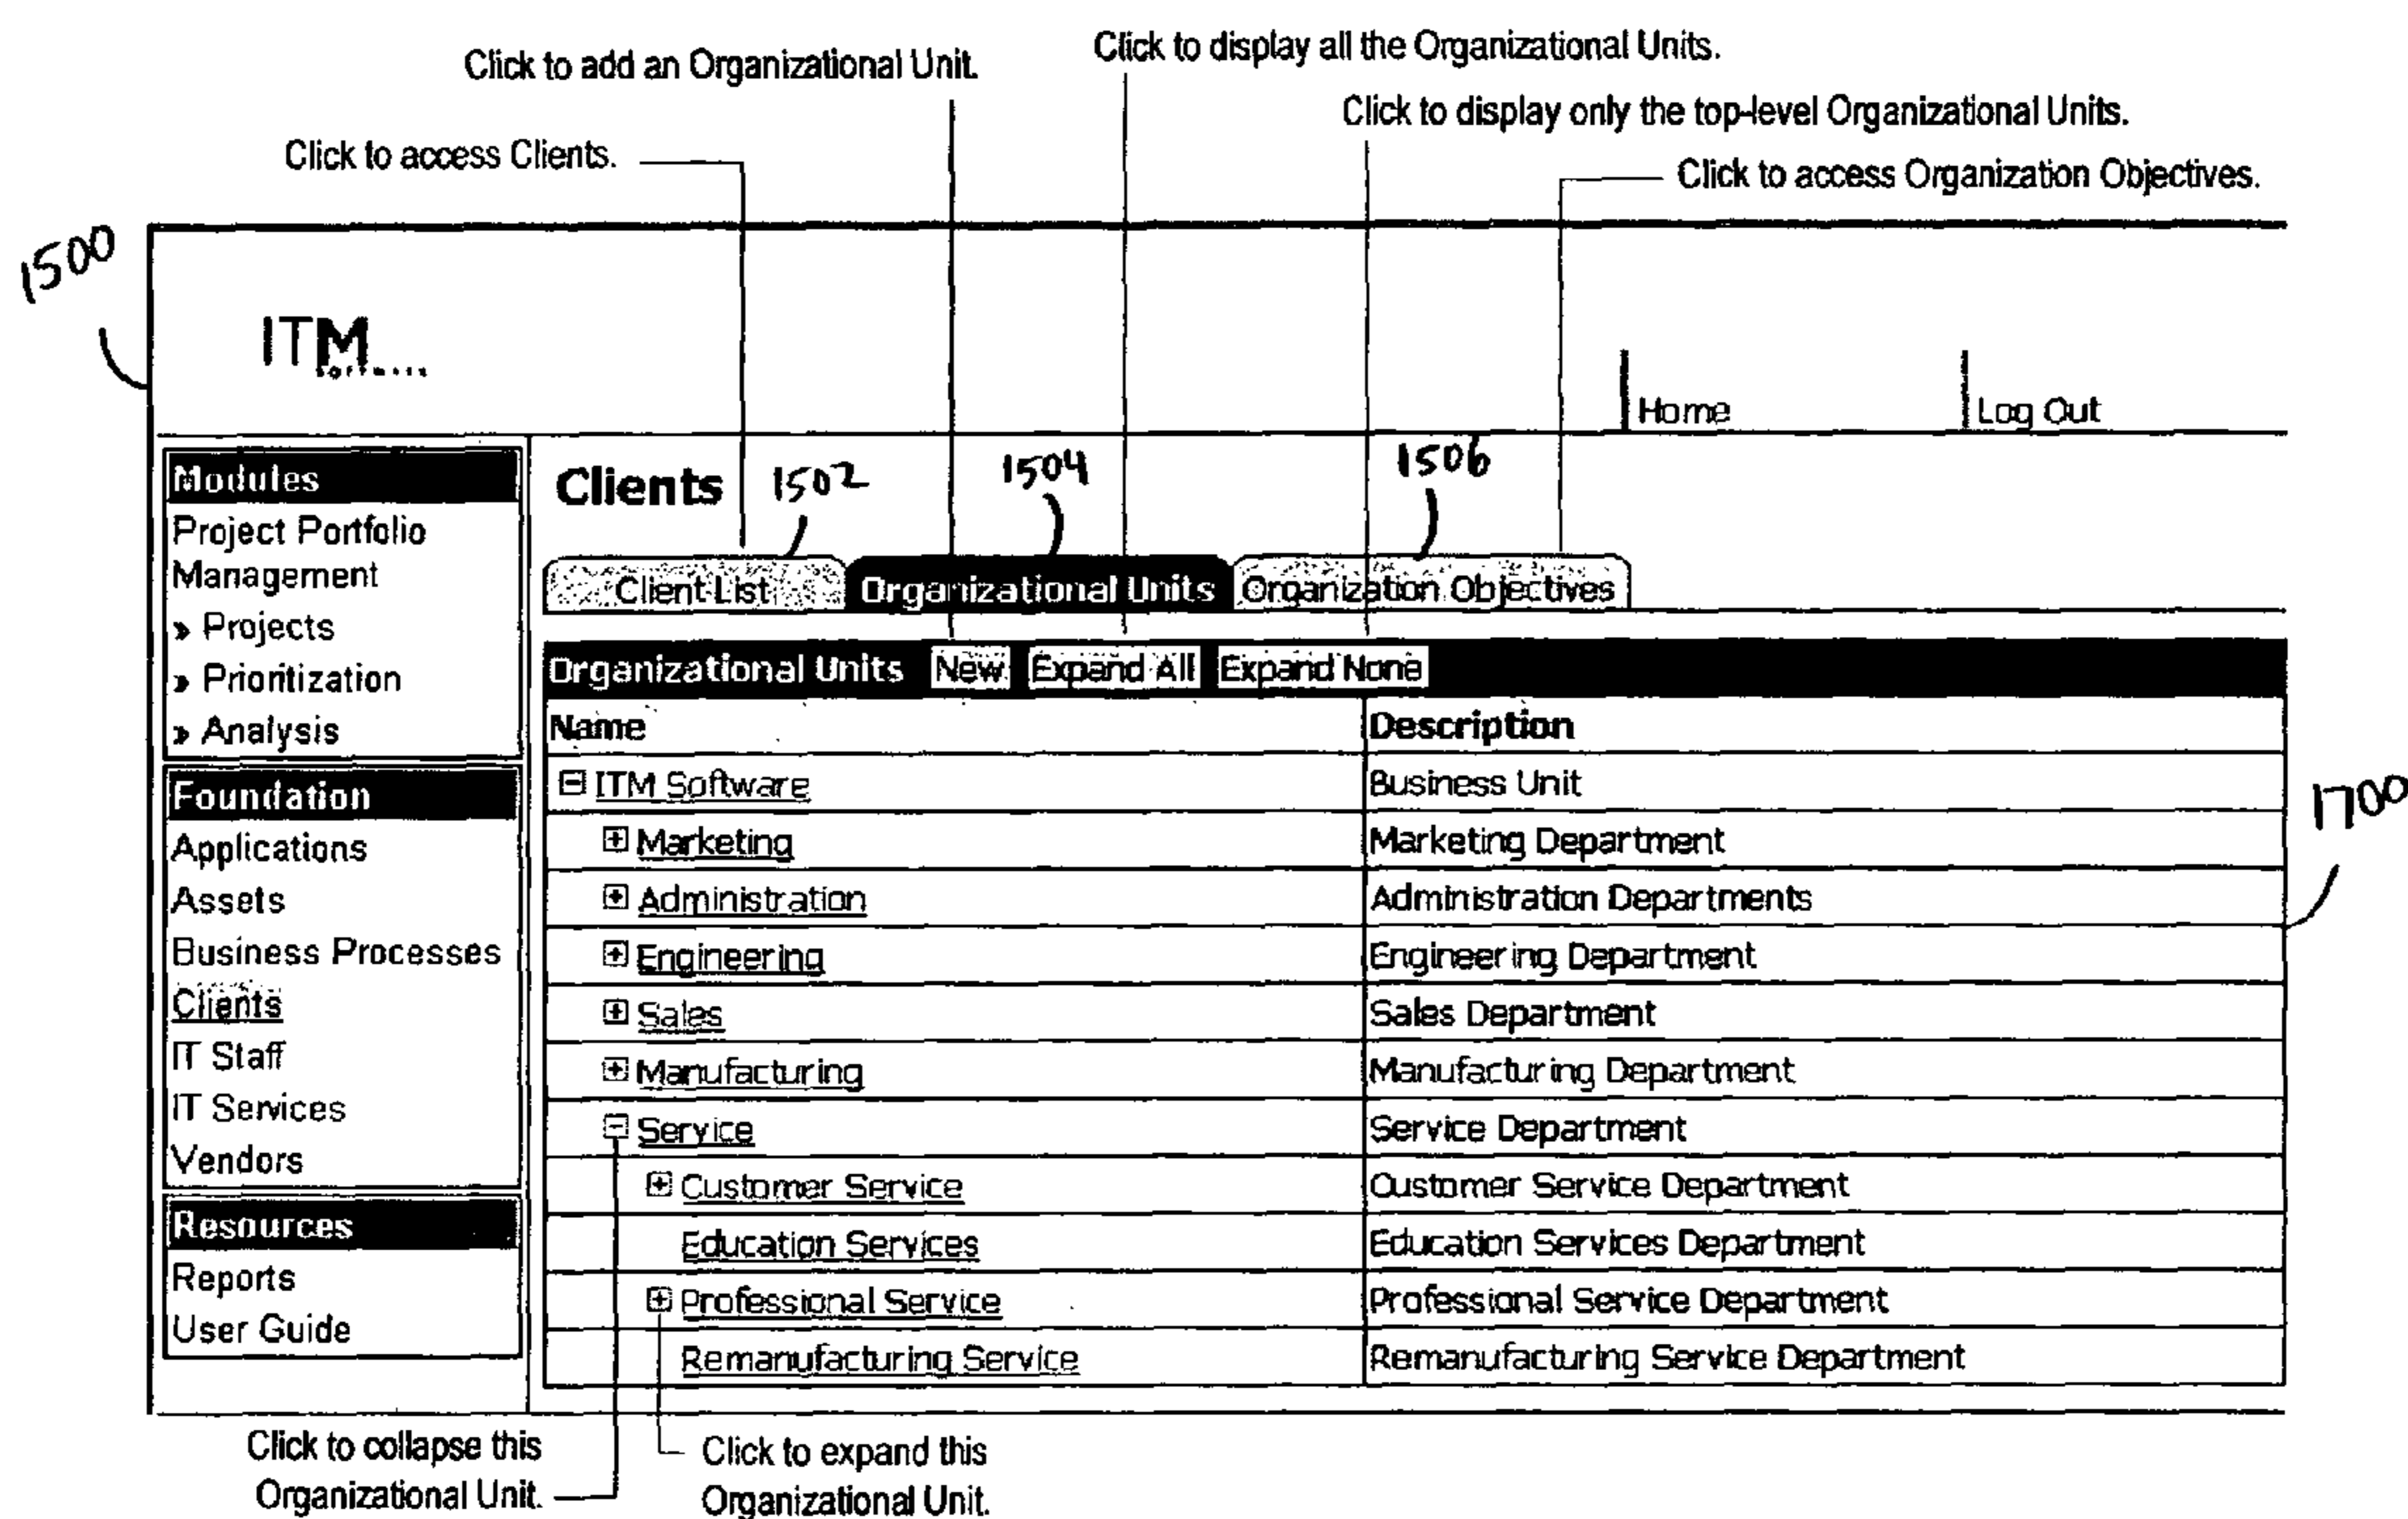 Click to add an Organizational Unit.
Click to display all the Organizational Units.
Click to display only the top-level Organizational Units.
Click to access Clients.
Click to access Organization Objectives.
1500
ITM
software
Home
Log Out
Modules
Project Portfolio
Management
» Projects
» Prioritization
» Analysis
Foundation
Applications
Assets
Business Processes
Clients
IT Staff
IT Services
Vendors
Resources
Reports
User Guide
Clients
1502
1504
1506
Client List
Organizational Units
Organization Objectives
Organizational Units New Expand All Expand None
Name Description
ITM Software Business Unit
Marketing Marketing Department
Administration Administration Departments
Engineering Engineering Department
Sales Sales Department
Manufacturing Manufacturing Department
Service Service Department
Customer Service Customer Service Department
Education Services Education Services Department
Professional Service Professional Service Department
Remanufacturing Service Remanufacturing Service Department
1700
Click to collapse this
Organizational Unit.
Click to expand this
Organizational Unit.